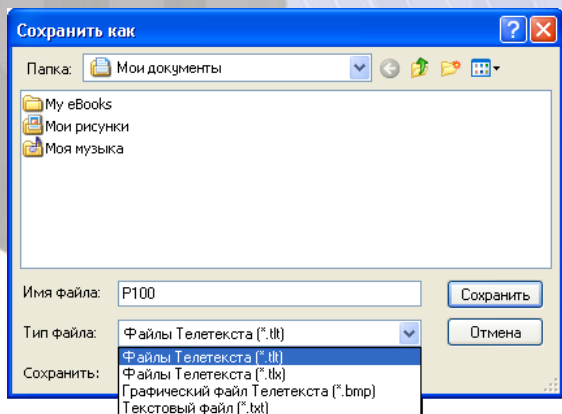 Сохранить как
Папка: Мои документы
My eBooks
Мои рисунки
Моя музыка
Имя файла: P100 Сохранить
Тип файла: Файлы Телетекста (*.tlt) Отмена
Файлы Телетекста (*.tlt)
Сохранить: Файлы Телетекста (*.tlx)
Графический файл Телетекста (*.bmp)
Текстовый файл (*.txt)